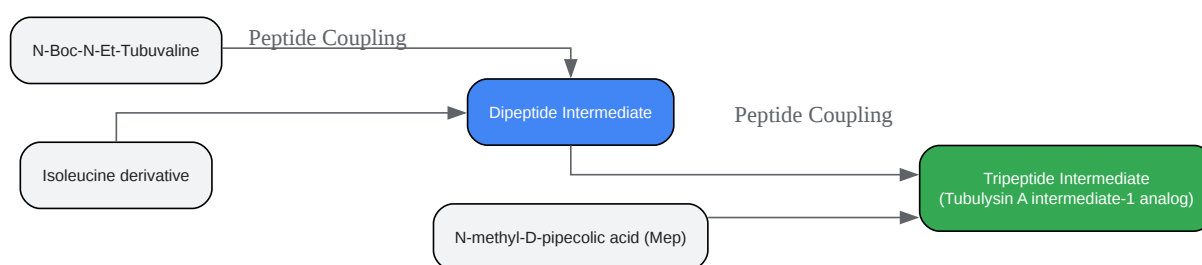 N-Boc-N-Et-Tubuvaline
Peptide Coupling
Dipeptide Intermediate
Isoleucine derivative
Peptide Coupling
Tripeptide Intermediate
(Tubulysin A intermediate-1 analog)
N-methyl-D-pipecolic acid (Mep)